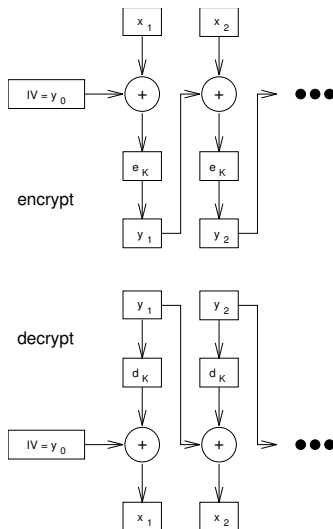 x 1 x 2
IV = y 0 + +
e K e K
encrypt
y 1 y 2
y 1 y 2
decrypt
d K d K
IV = y 0 + +
x 1 x 2